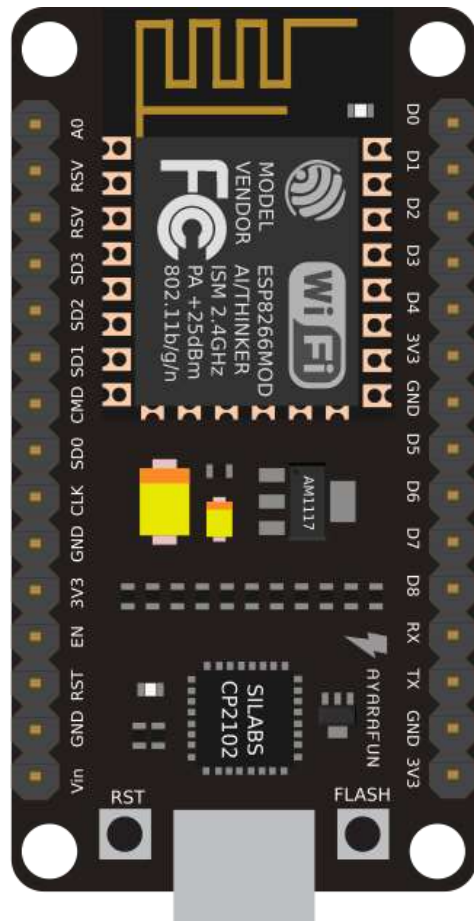 A0
RSV
RSV
SD3
SD2
SD1
CMD
SD0
CLK
GND
3V3
EN
RST
GND
Vin
MODEL
VENDOR
FC
ESP8266MOD
AI/THINKER
ISM 2.4GHz
PA +25dBm
802.11b/g/n
WiFi
AM1117
SILABS
CP2102
AYARAFUN
RST
FLASH
D0
D1
D2
D3
D4
3V3
GND
D5
D6
D7
D8
RX
TX
GND
3V3